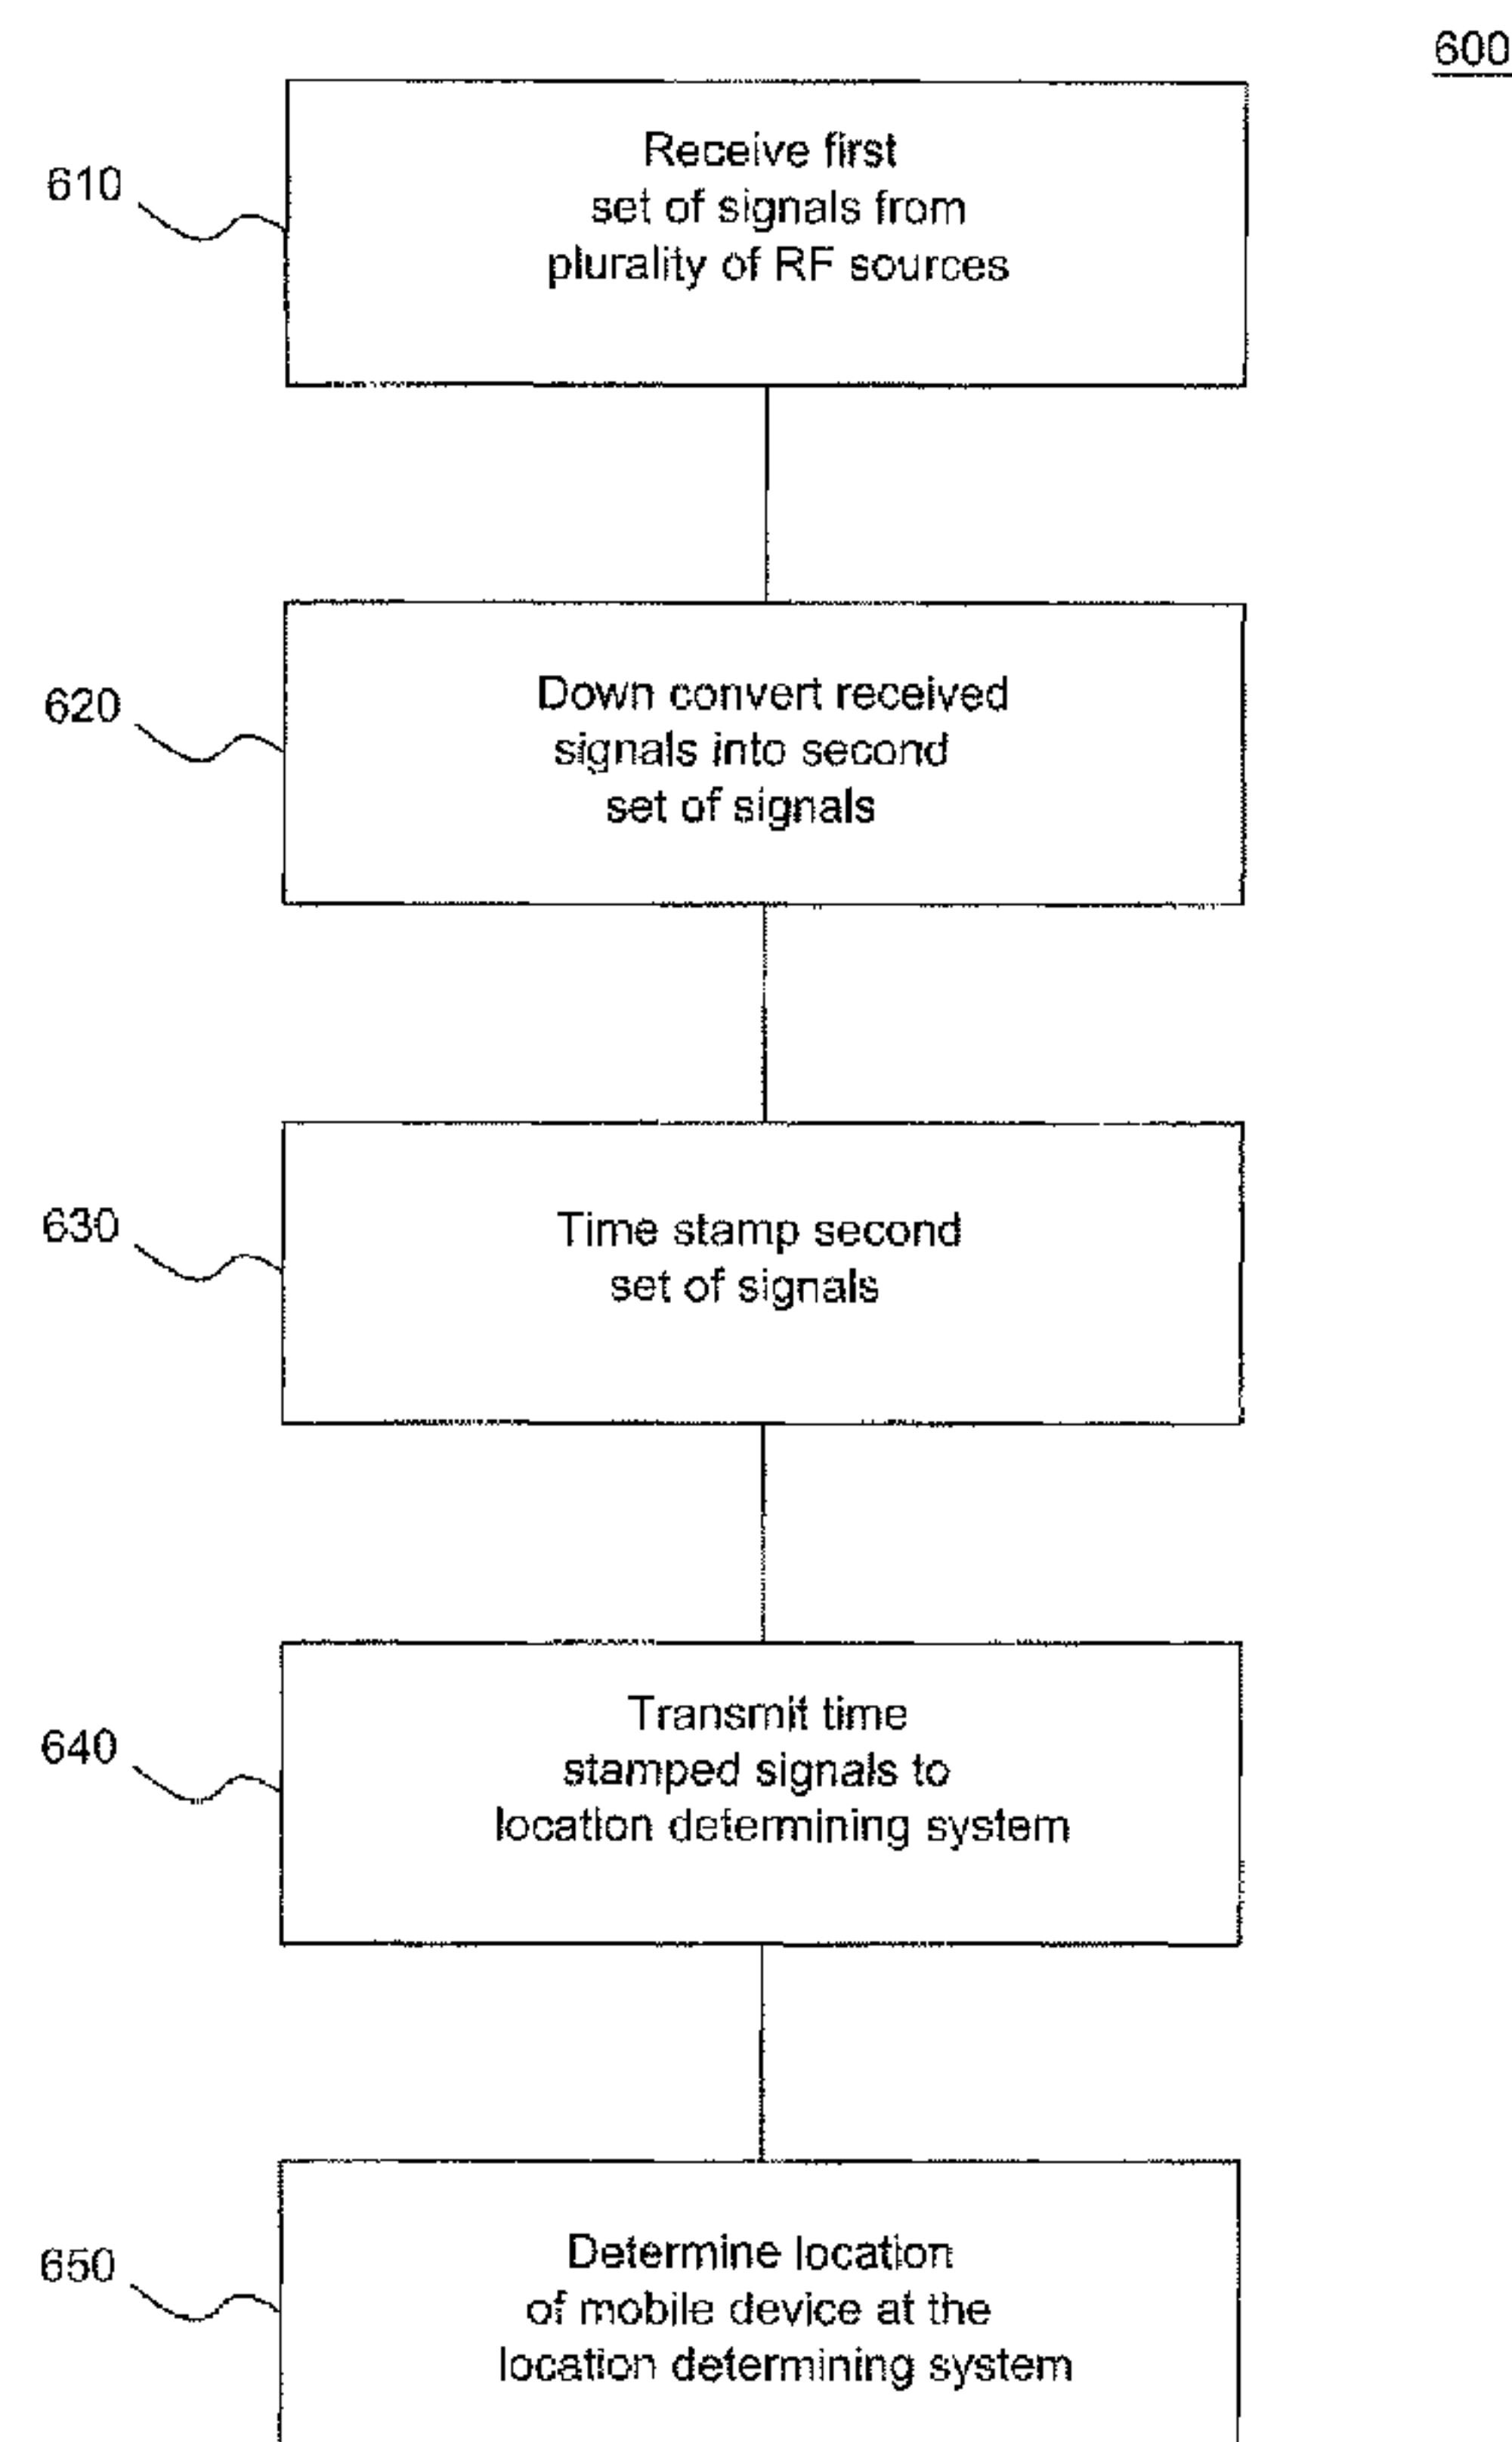 600
610
Receive first
set of signals from
plurality of RF sources
620
Down convert received
signals into second
set of signals
630
Time stamp second
set of signals
640
Transmit time
stamped signals to
location determining system
650
Determine location
of mobile device at the
location determining system